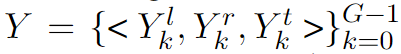 $Y = \{< Y_k^l, Y_k^r, Y_k^t >\}_{k=0}^{G-1}$